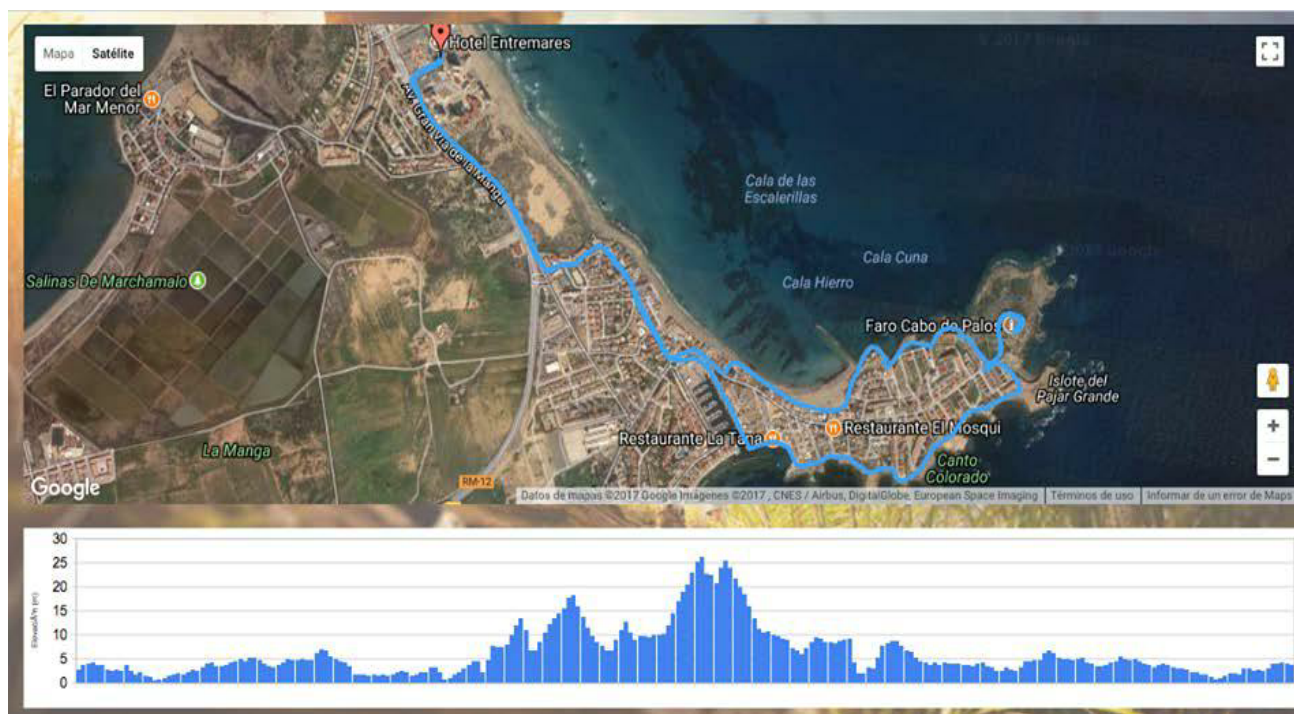 Mapa Satélite
Hotel Entremares
El Parador del
Mar Menor
Av Gran Vía de la Manga
Cala de las
Escalerillas
Cala Cuna
Cala Hierro
Salinas De Marchamalo
Faro Cabo de Palos
Islote del
Pajar Grande
Restaurante La Tana
Restaurante El Mosqui
La Manga
Canto
Colorado
RM-12
Google
Datos de mapas ©2017 Google Imágenes ©2017 , CNES / Airbus, DigitalGlobe, European Space Imaging
Términos de uso
Informar de un error de Maps
30
25
20
15
10
5
0
ElevaciÃ³n (m)